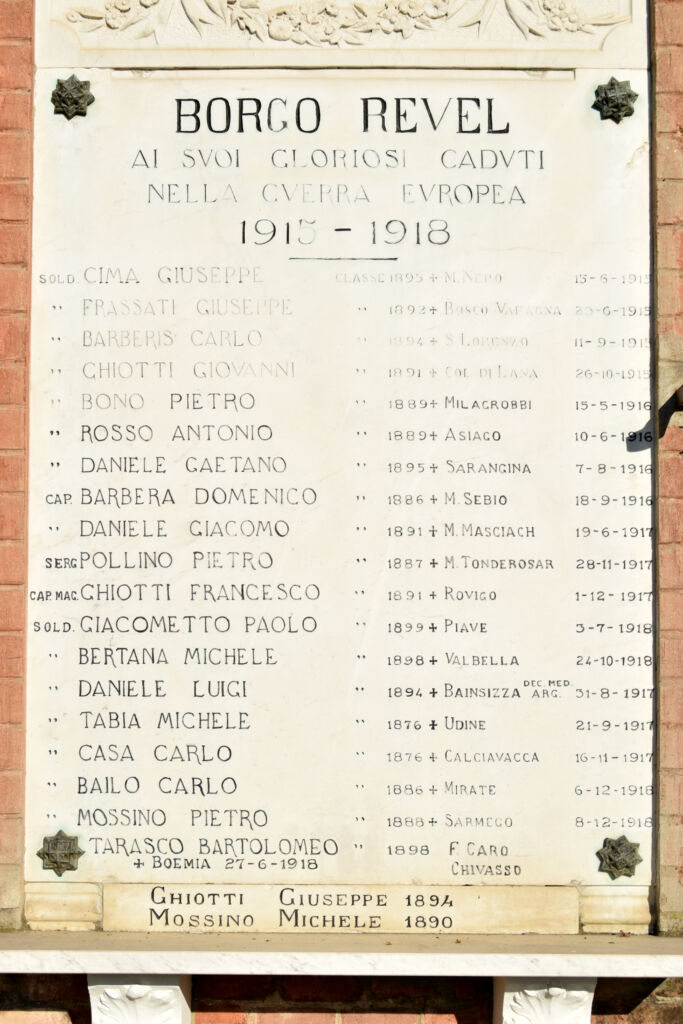 BORGO REVEL
AI SVOI GLORIOSI CADVTI
NELLA GVERRA EVROPEA
1915 - 1918
SOLD. CIMA GIUSEPPE CLASSE 1895 + M. NERO 15-6-1915
" FRASSATI GIUSEPPE " 1892 + BOSCO 23-6-1915
" BARBERIS CARLO " 1894 + S. LORENZO 11-9-1915
" GHIOTTI GIOVANNI " 1891 + COL DI LANA 26-10-1915
" BONO PIETRO " 1889 + MILAGROBBI 15-5-1916
" ROSSO ANTONIO " 1889 + ASIAGO 10-6-1916
" DANIELE GAETANO " 1895 + SARANGINA 7-8-1916
CAP. BARBERA DOMENICO " 1886 + M. SEBIO 18-9-1916
" DANIELE GIACOMO " 1891 + M. MASCIACH 19-6-1917
SERG POLLINO PIETRO " 1887 + M. TONDEROSAR 28-11-1917
CAP. MAG. GHIOTTI FRANCESCO " 1891 + ROVIGO 1-12-1917
SOLD. GIACOMETTO PAOLO " 1899 + PIAVE 3-7-1918
" BERTANA MICHELE " 1898 + VALBELLA 24-10-1918
" DANIELE LUIGI " 1894 + BAINSIZZA DEC. MED. ARG. 31-8-1917
" TABIA MICHELE " 1876 + UDINE 21-9-1917
" CASA CARLO " 1876 + CALCIAVACCA 16-11-1917
" BAILO CARLO " 1886 + MIRATE 6-12-1918
" MOSSINO PIETRO " 1888 + SARMEGO 8-12-1918
TARASCO BARTOLOMEO " 1898 F. CARO
+ BOEMIA 27-6-1918 CHIVASSO
GHIOTTI GIUSEPPE 1894
MOSSINO MICHELE 1890